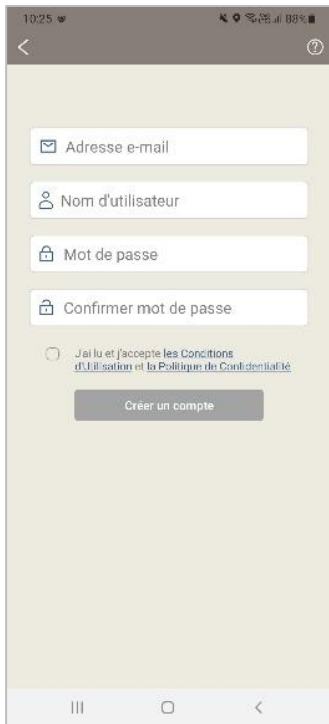 10:25
88%
Adresse e-mail
Nom d'utilisateur
Mot de passe
Confirmer mot de passe
J'ai lu et j'accepte les Conditions
d'Utilisation et la Politique de Confidentialité
Créer un compte